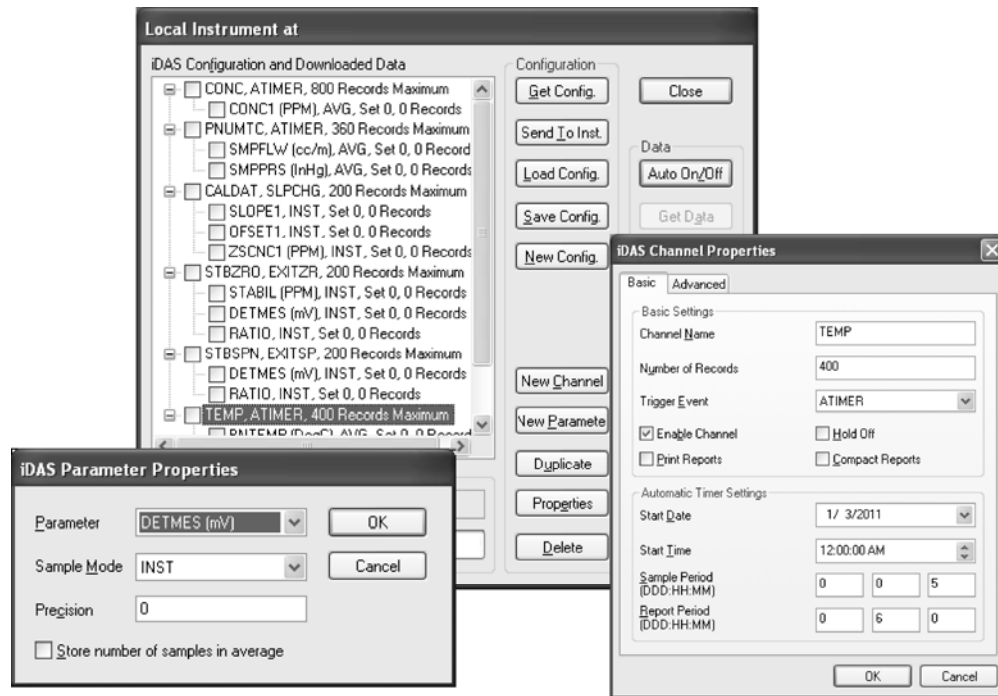 Local Instrument at
iDAS Configuration and Downloaded Data
CONC, ATIMER, 800 Records Maximum
CONC1 (PPM), AVG, Set 0, 0 Records
PNUMTC, ATIMER, 360 Records Maximum
SMPFLW (cc/m), AVG, Set 0, 0 Record
SMPPRS (InHg), AVG, Set 0, 0 Records
CALDAT, SLPCHG, 200 Records Maximum
SLOPE1, INST, Set 0, 0 Records
OFSET1, INST, Set 0, 0 Records
ZSCNC1 (PPM), INST, Set 0, 0 Records
STBZRO, EXITZR, 200 Records Maximum
STABIL (PPM), INST, Set 0, 0 Records
DETMES (mV), INST, Set 0, 0 Records
RATIO, INST, Set 0, 0 Records
STBSPN, EXITSP, 200 Records Maximum
DETMES (mV), INST, Set 0, 0 Records
RATIO, INST, Set 0, 0 Records
TEMP, ATIMER, 400 Records Maximum
AVG, Set 0, 0
Configuration
Get Config.
Send To Inst.
Load Config.
Save Config.
New Config.
New Channel
New Paramete
Duplicate
Properties
Delete
Close
Data
Auto On/Off
Get Data
iDAS Channel Properties
Basic
Advanced
Basic Settings
Channel Name
TEMP
Number of Records
400
Trigger Event
ATIMER
Enable Channel
Hold Off
Print Reports
Compact Reports
Automatic Timer Settings
Start Date
1/ 3/2011
Start Time
12:00:00 AM
Sample Period
(DDD:HH:MM)
0 0 5
Report Period
(DDD:HH:MM)
0 6 0
OK
Cancel
iDAS Parameter Properties
Parameter
DETMES (mV)
OK
Sample Mode
INST
Cancel
Precision
0
Store number of samples in average